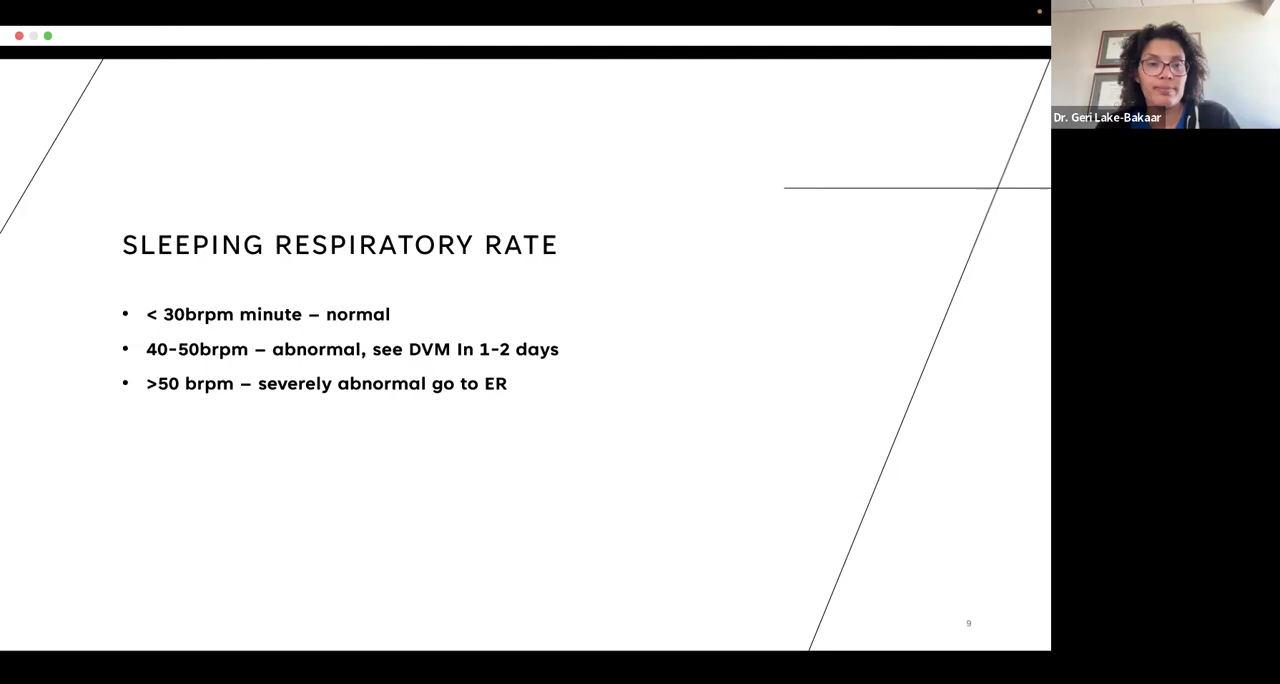 Dr. Geri Lake-Bakaar
SLEEPING RESPIRATORY RATE
• < 30brpm minute – normal
• 40-50brpm – abnormal, see DVM In 1-2 days
• >50 brpm – severely abnormal go to ER
9